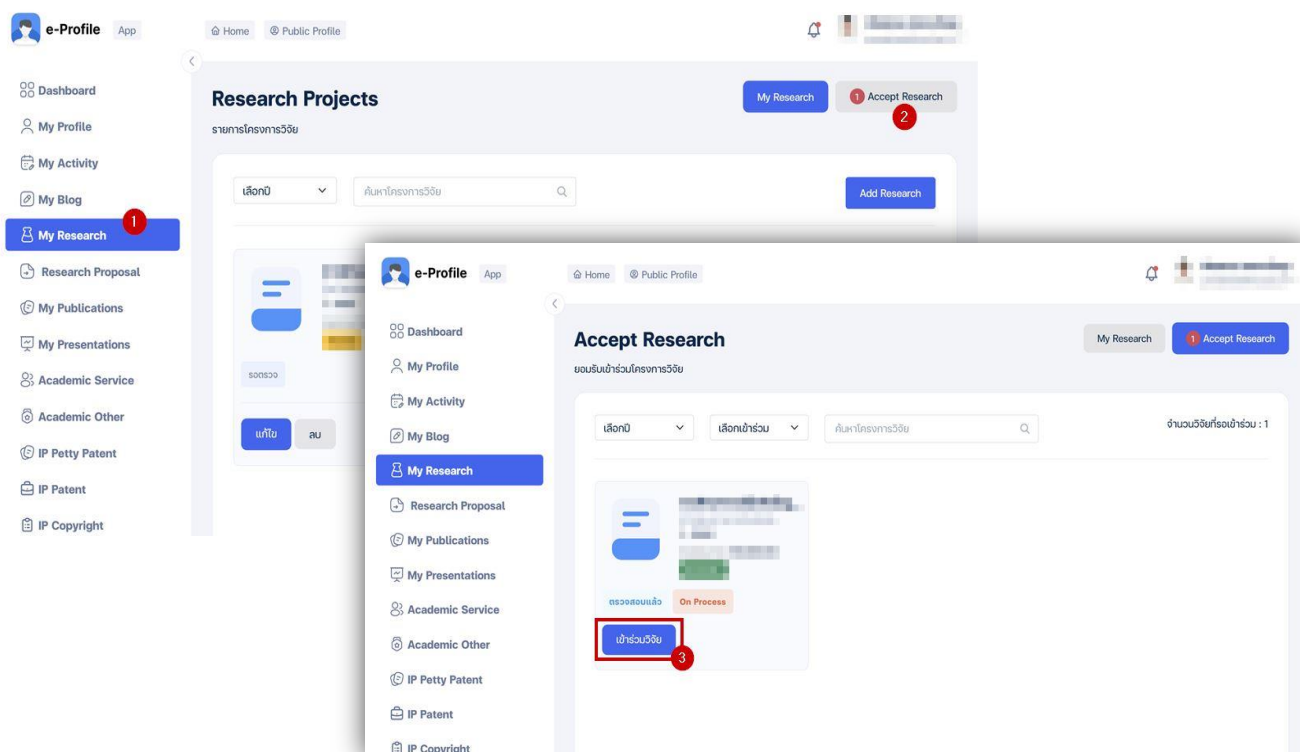 e-Profile App
Home Public Profile
Dashboard
My Profile
My Activity
My Blog
1
My Research
Research Proposal
My Publications
My Presentations
Academic Service
Academic Other
IP Petty Patent
IP Patent
IP Copyright
Research Projects
รายการโครงการวิจัย
My Research
1 Accept Research
2
เลือกปี
ค้นหาโครงการวิจัย
Add Research
รอตรวจ
แก้ไข
ลบ
e-Profile App
Home Public Profile
Dashboard
My Profile
My Activity
My Blog
My Research
Research Proposal
My Publications
My Presentations
Academic Service
Academic Other
IP Petty Patent
IP Patent
IP Copyright
Accept Research
ยอมรับเข้าร่วมโครงการวิจัย
My Research
1 Accept Research
เลือกปี
เลือกเข้าร่วม
ค้นหาโครงการวิจัย
จำนวนวิจัยที่รอเข้าร่วม : 1
ตรวจสอบแล้ว
On Process
เข้าร่วมวิจัย
3